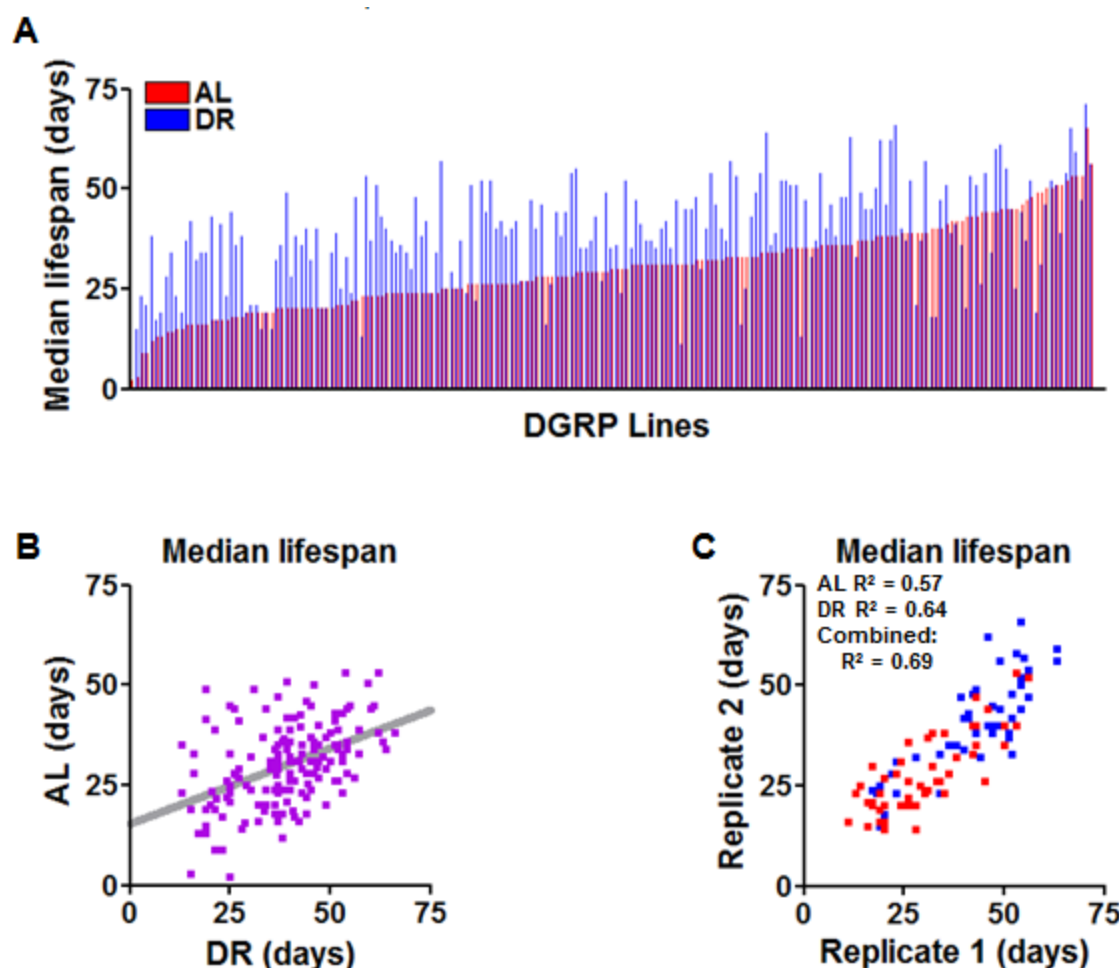 A
Median lifespan (days)
75
50
25
0
AL
DR
DGRP Lines
B
Median lifespan
AL (days)
75
50
25
0
0 25 50 75
DR (days)
C
Median lifespan
Replicate 2 (days)
75
50
25
0
AL R² = 0.57
DR R² = 0.64
Combined:
R² = 0.69
0 25 50 75
Replicate 1 (days)